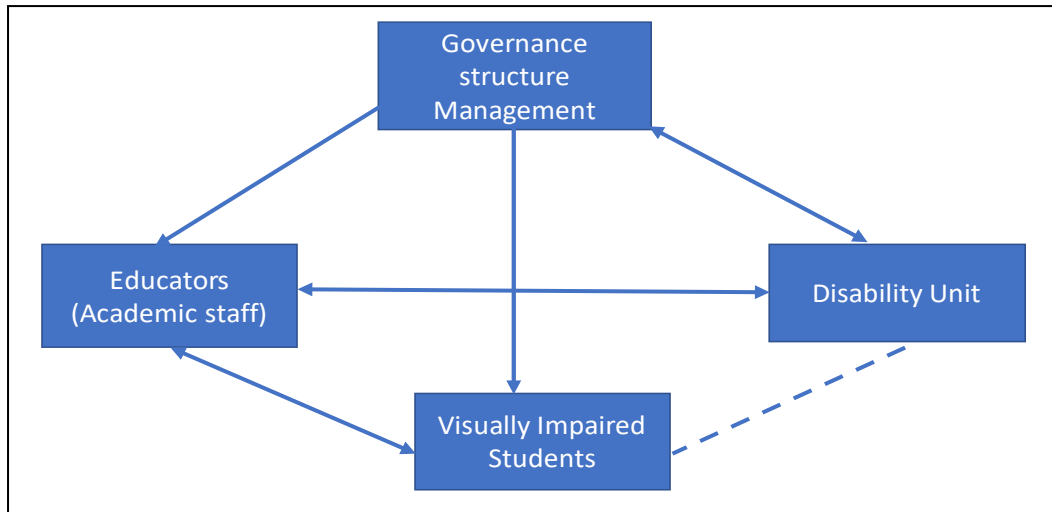 Governance
structure
Management
Educators
(Academic staff)
Disability Unit
Visually Impaired
Students